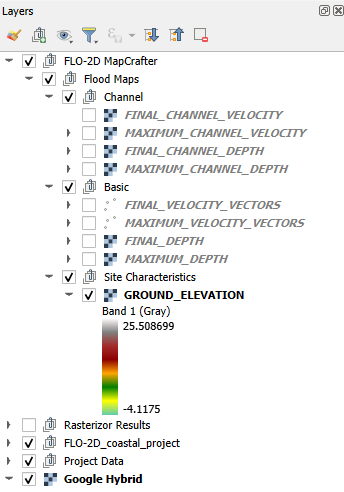 Layers
FLO-2D MapCrafter
Flood Maps
Channel
FINAL_CHANNEL_VELOCITY
MAXIMUM_CHANNEL_VELOCITY
FINAL_CHANNEL_DEPTH
MAXIMUM_CHANNEL_DEPTH
Basic
FINAL_VELOCITY_VECTORS
MAXIMUM_VELOCITY_VECTORS
FINAL_DEPTH
MAXIMUM_DEPTH
Site Characteristics
GROUND_ELEVATION
Band 1 (Gray)
25.508699
-4.1175
Rasterizor Results
FLO-2D_coastal_project
Project Data
Google Hybrid